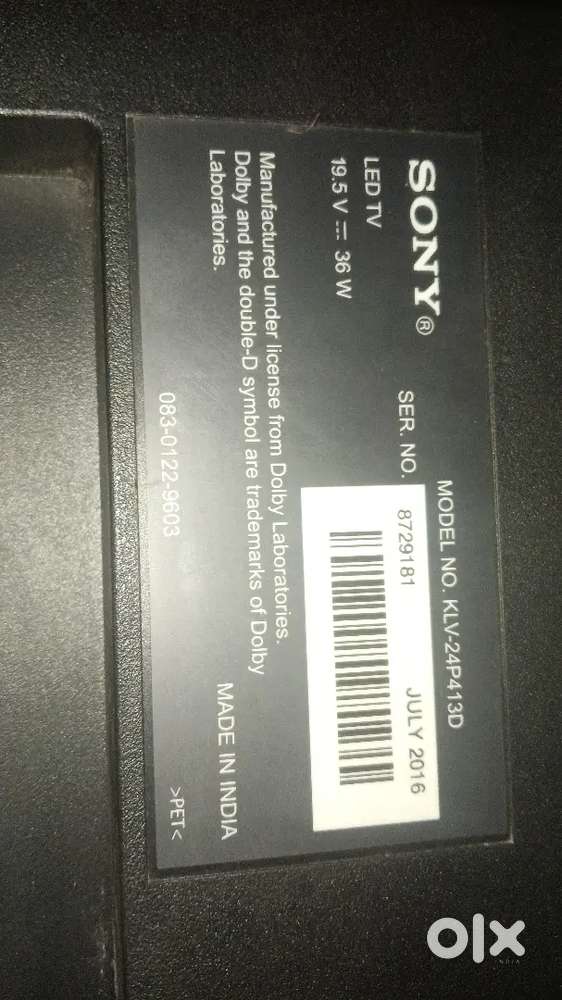 SONY®
MODEL NO. KLV-24P413D
LED TV
19.5 V ⎓ 36 W
SER. NO.
8729181
JULY 2016
Manufactured under license from Dolby Laboratories.
Dolby and the double-D symbol are trademarks of Dolby
Laboratories.
MADE IN INDIA
083-0122-9603
>PET<
olx
INDIA